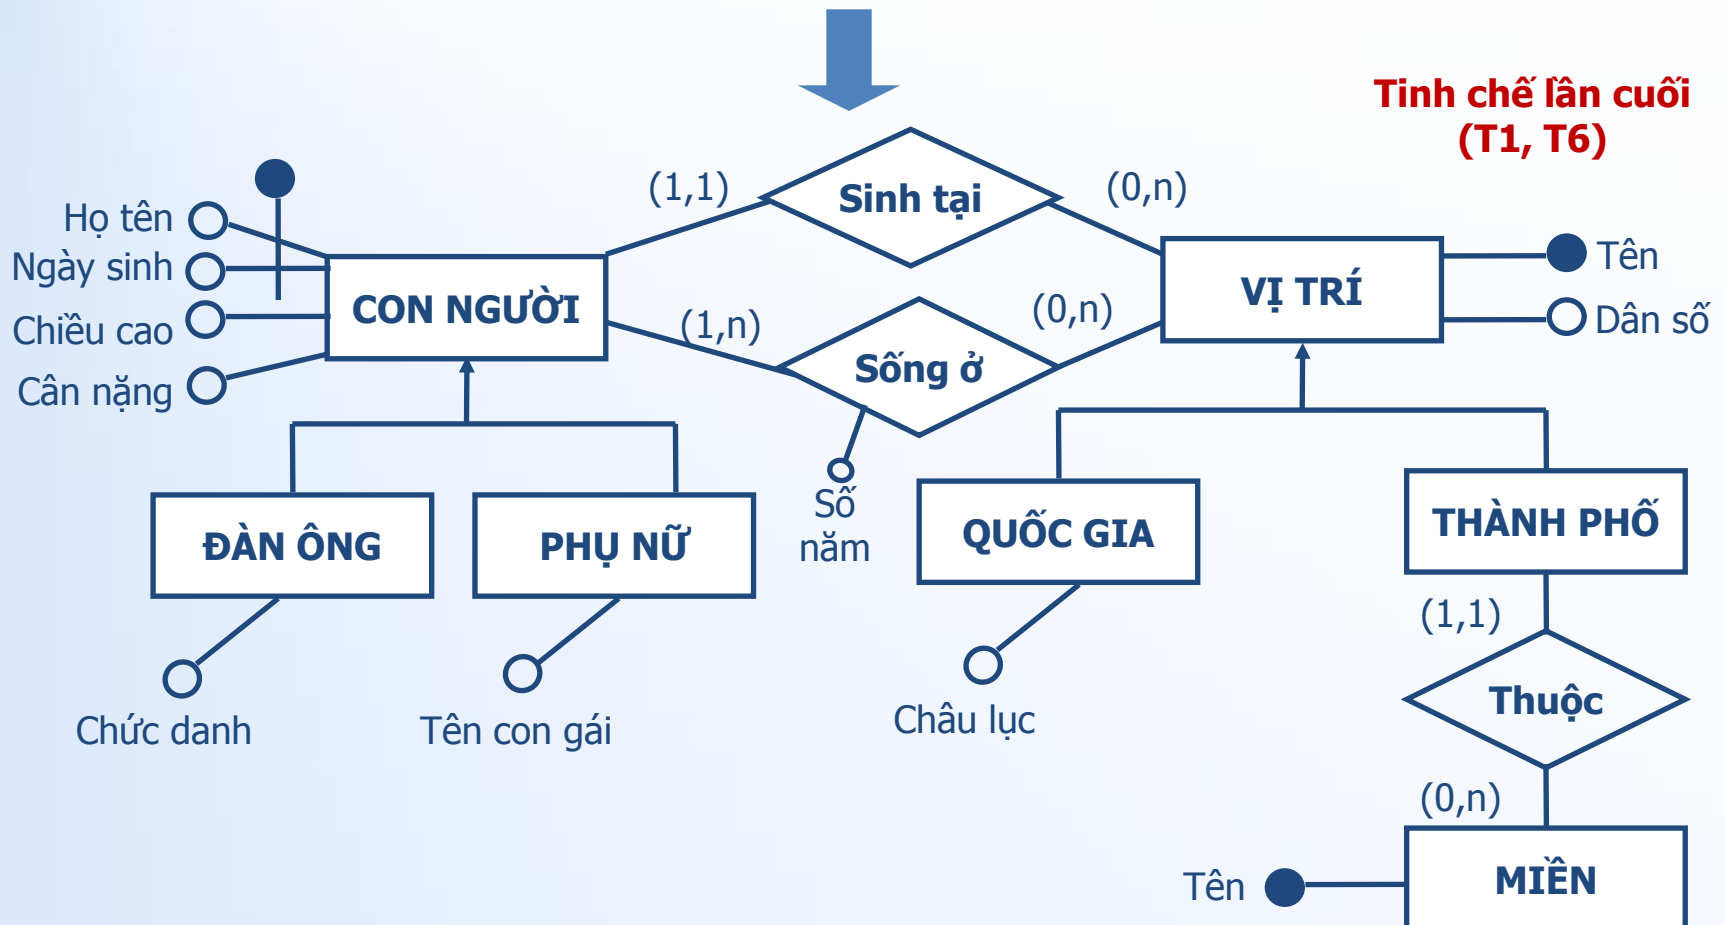 Tinh chế lần cuối
(T1, T6)
(1,1)
Sinh tại
(0,n)
Họ tên
Ngày sinh
Chiều cao
Cân nặng
CON NGƯỜI
VỊ TRÍ
Tên
Dân số
(1,n)
Sống ở
(0,n)
Số
năm
ĐÀN ÔNG
PHỤ NỮ
QUỐC GIA
THÀNH PHỐ
Chức danh
Tên con gái
Châu lục
(1,1)
Thuộc
(0,n)
Tên
MIỀN